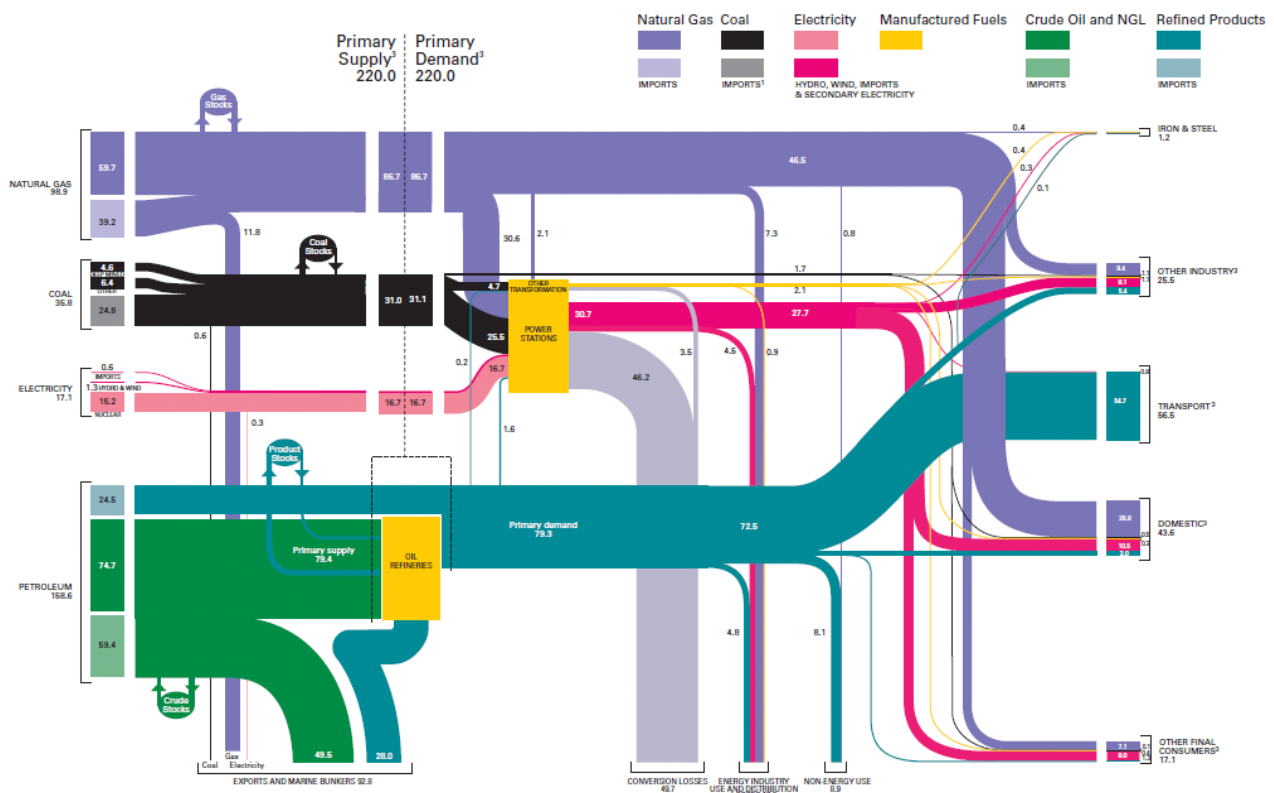 Natural Gas
Coal
Electricity
Manufactured Fuels
Crude Oil and NGL
Refined Products
IMPORTS
IMPORTS¹
HYDRO, WIND, IMPORTS
& SECONDARY ELECTRICITY
IMPORTS
IMPORTS
Primary Supply³ 220.0
Primary Demand³ 220.0
Gas Stocks
NATURAL GAS
98.9
59.7
39.2
11.8
86.7
86.7
46.5
30.6
2.1
7.3
0.8
0.4
0.4
0.3
0.1
IRON & STEEL
1.2
Coal Stocks
COAL
35.8
4.6
6.4
OTHER
24.8
0.6
31.0
31.1
4.7
25.5
OTHER TRANSFORMATION
POWER STATIONS
1.7
2.1
30.7
27.7
3.5
4.5
0.9
46.2
0.2
1.6
OTHER INDUSTRY³
25.5
8.1
5.4
ELECTRICITY
17.1
0.6
IMPORTS
1.3
HYDRO & WIND
15.2
NUCLEAR
0.3
16.7
16.7
16.7
TRANSPORT³
56.5
54.7
Product Stocks
PETROLEUM
158.6
24.5
74.7
59.4
Primary supply
79.4
OIL REFINERIES
Primary demand
79.3
72.5
4.8
8.1
DOMESTIC³
43.6
10.5
3.0
Crude Stocks
49.5
28.0
Coal
Gas
Electricity
EXPORTS AND MARINE BUNKERS 92.8
CONVERSION LOSSES
49.7
ENERGY INDUSTRY
USE AND DISTRIBUTION
NON-ENERGY USE
8.9
OTHER FINAL
CONSUMERS³
17.1
7.1
8.0